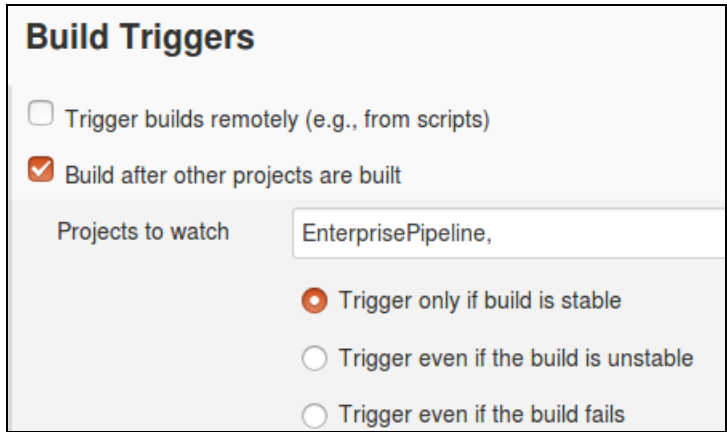 Build Triggers
Trigger builds remotely (e.g., from scripts)
Build after other projects are built
Projects to watch EnterprisePipeline,
Trigger only if build is stable
Trigger even if the build is unstable
Trigger even if the build fails